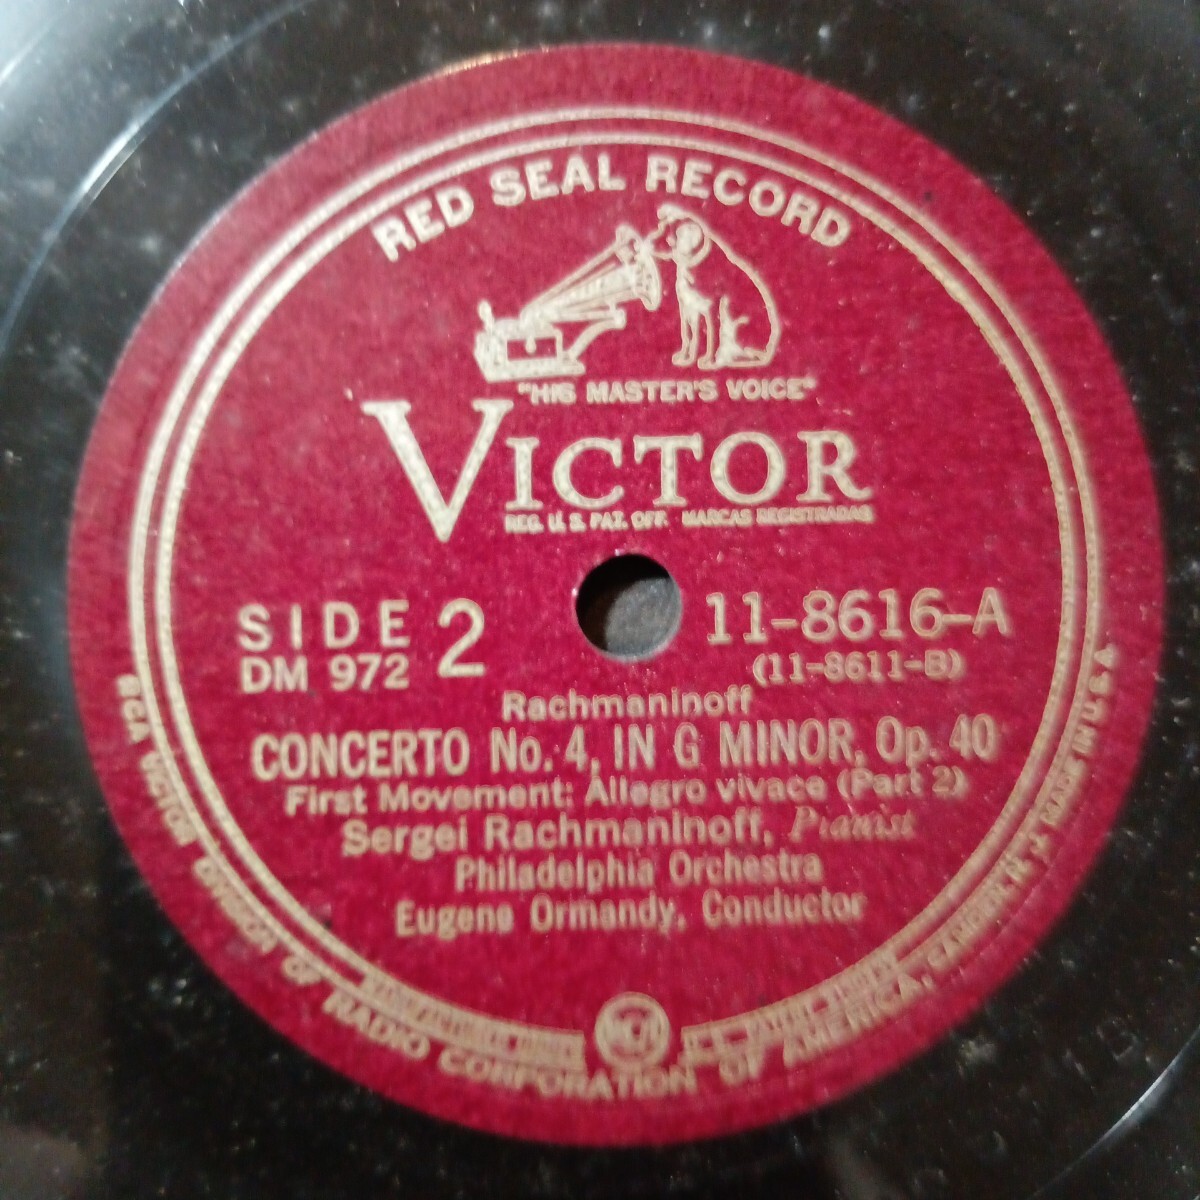 RED SEAL RECORD
"HIS MASTER'S VOICE"
VICTOR
REG. U. S. PAT. OFF. MARCAS REGISTRADAS
SIDE 2
DM 972
11-8616-A
(11-8611-B)
Rachmaninoff
CONCERTO No. 4, IN G MINOR, Op. 40
First Movement: Allegro vivace (Part 2)
Sergei Rachmaninoff, Pianist
Philadelphia Orchestra
Eugene Ormandy, Conductor
RCA
RCA VICTOR DIVISION OF RADIO CORPORATION OF AMERICA, CAMDEN, N. J. MADE IN U.S.A.